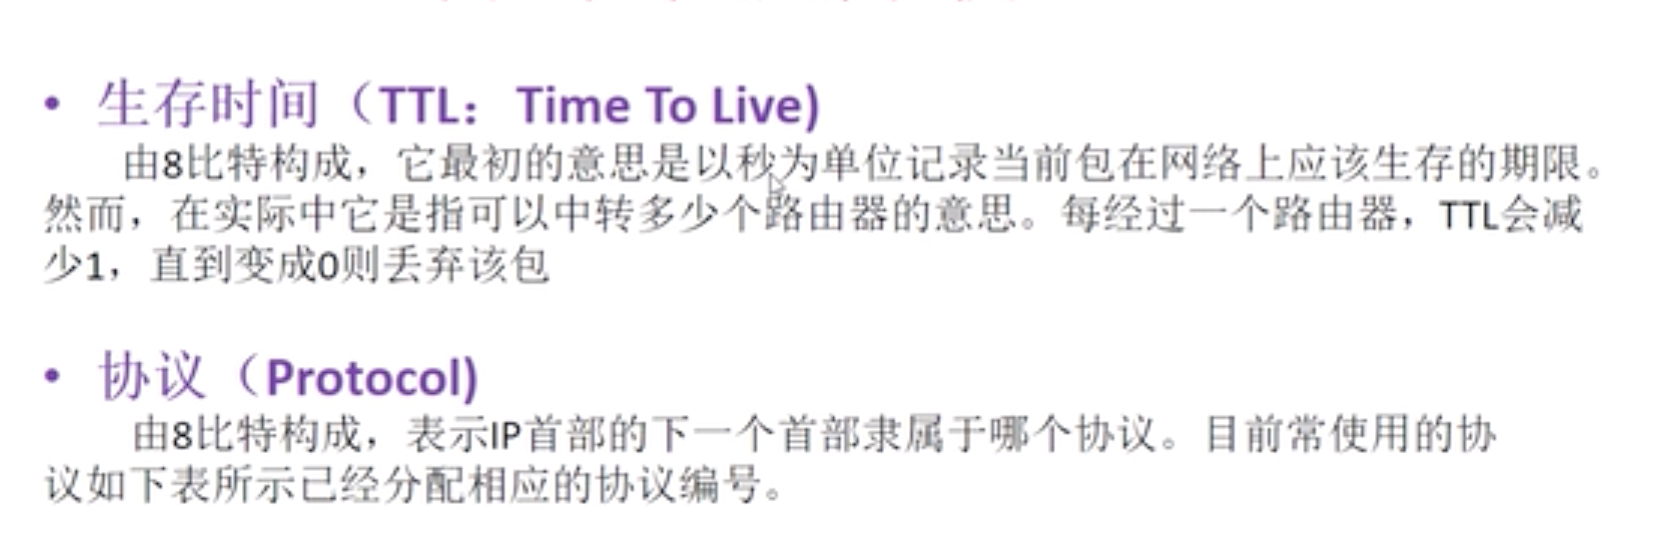 • 生存时间（TTL：Time To Live)
由8比特构成，它最初的意思是以秒为单位记录当前包在网络上应该生存的期限。
然而，在实际中它是指可以中转多少个路由器的意思。每经过一个路由器，TTL会减
少1，直到变成0则丢弃该包
• 协议（Protocol)
由8比特构成，表示IP首部的下一个首部隶属于哪个协议。目前常使用的协
议如下表所示已经分配相应的协议编号。